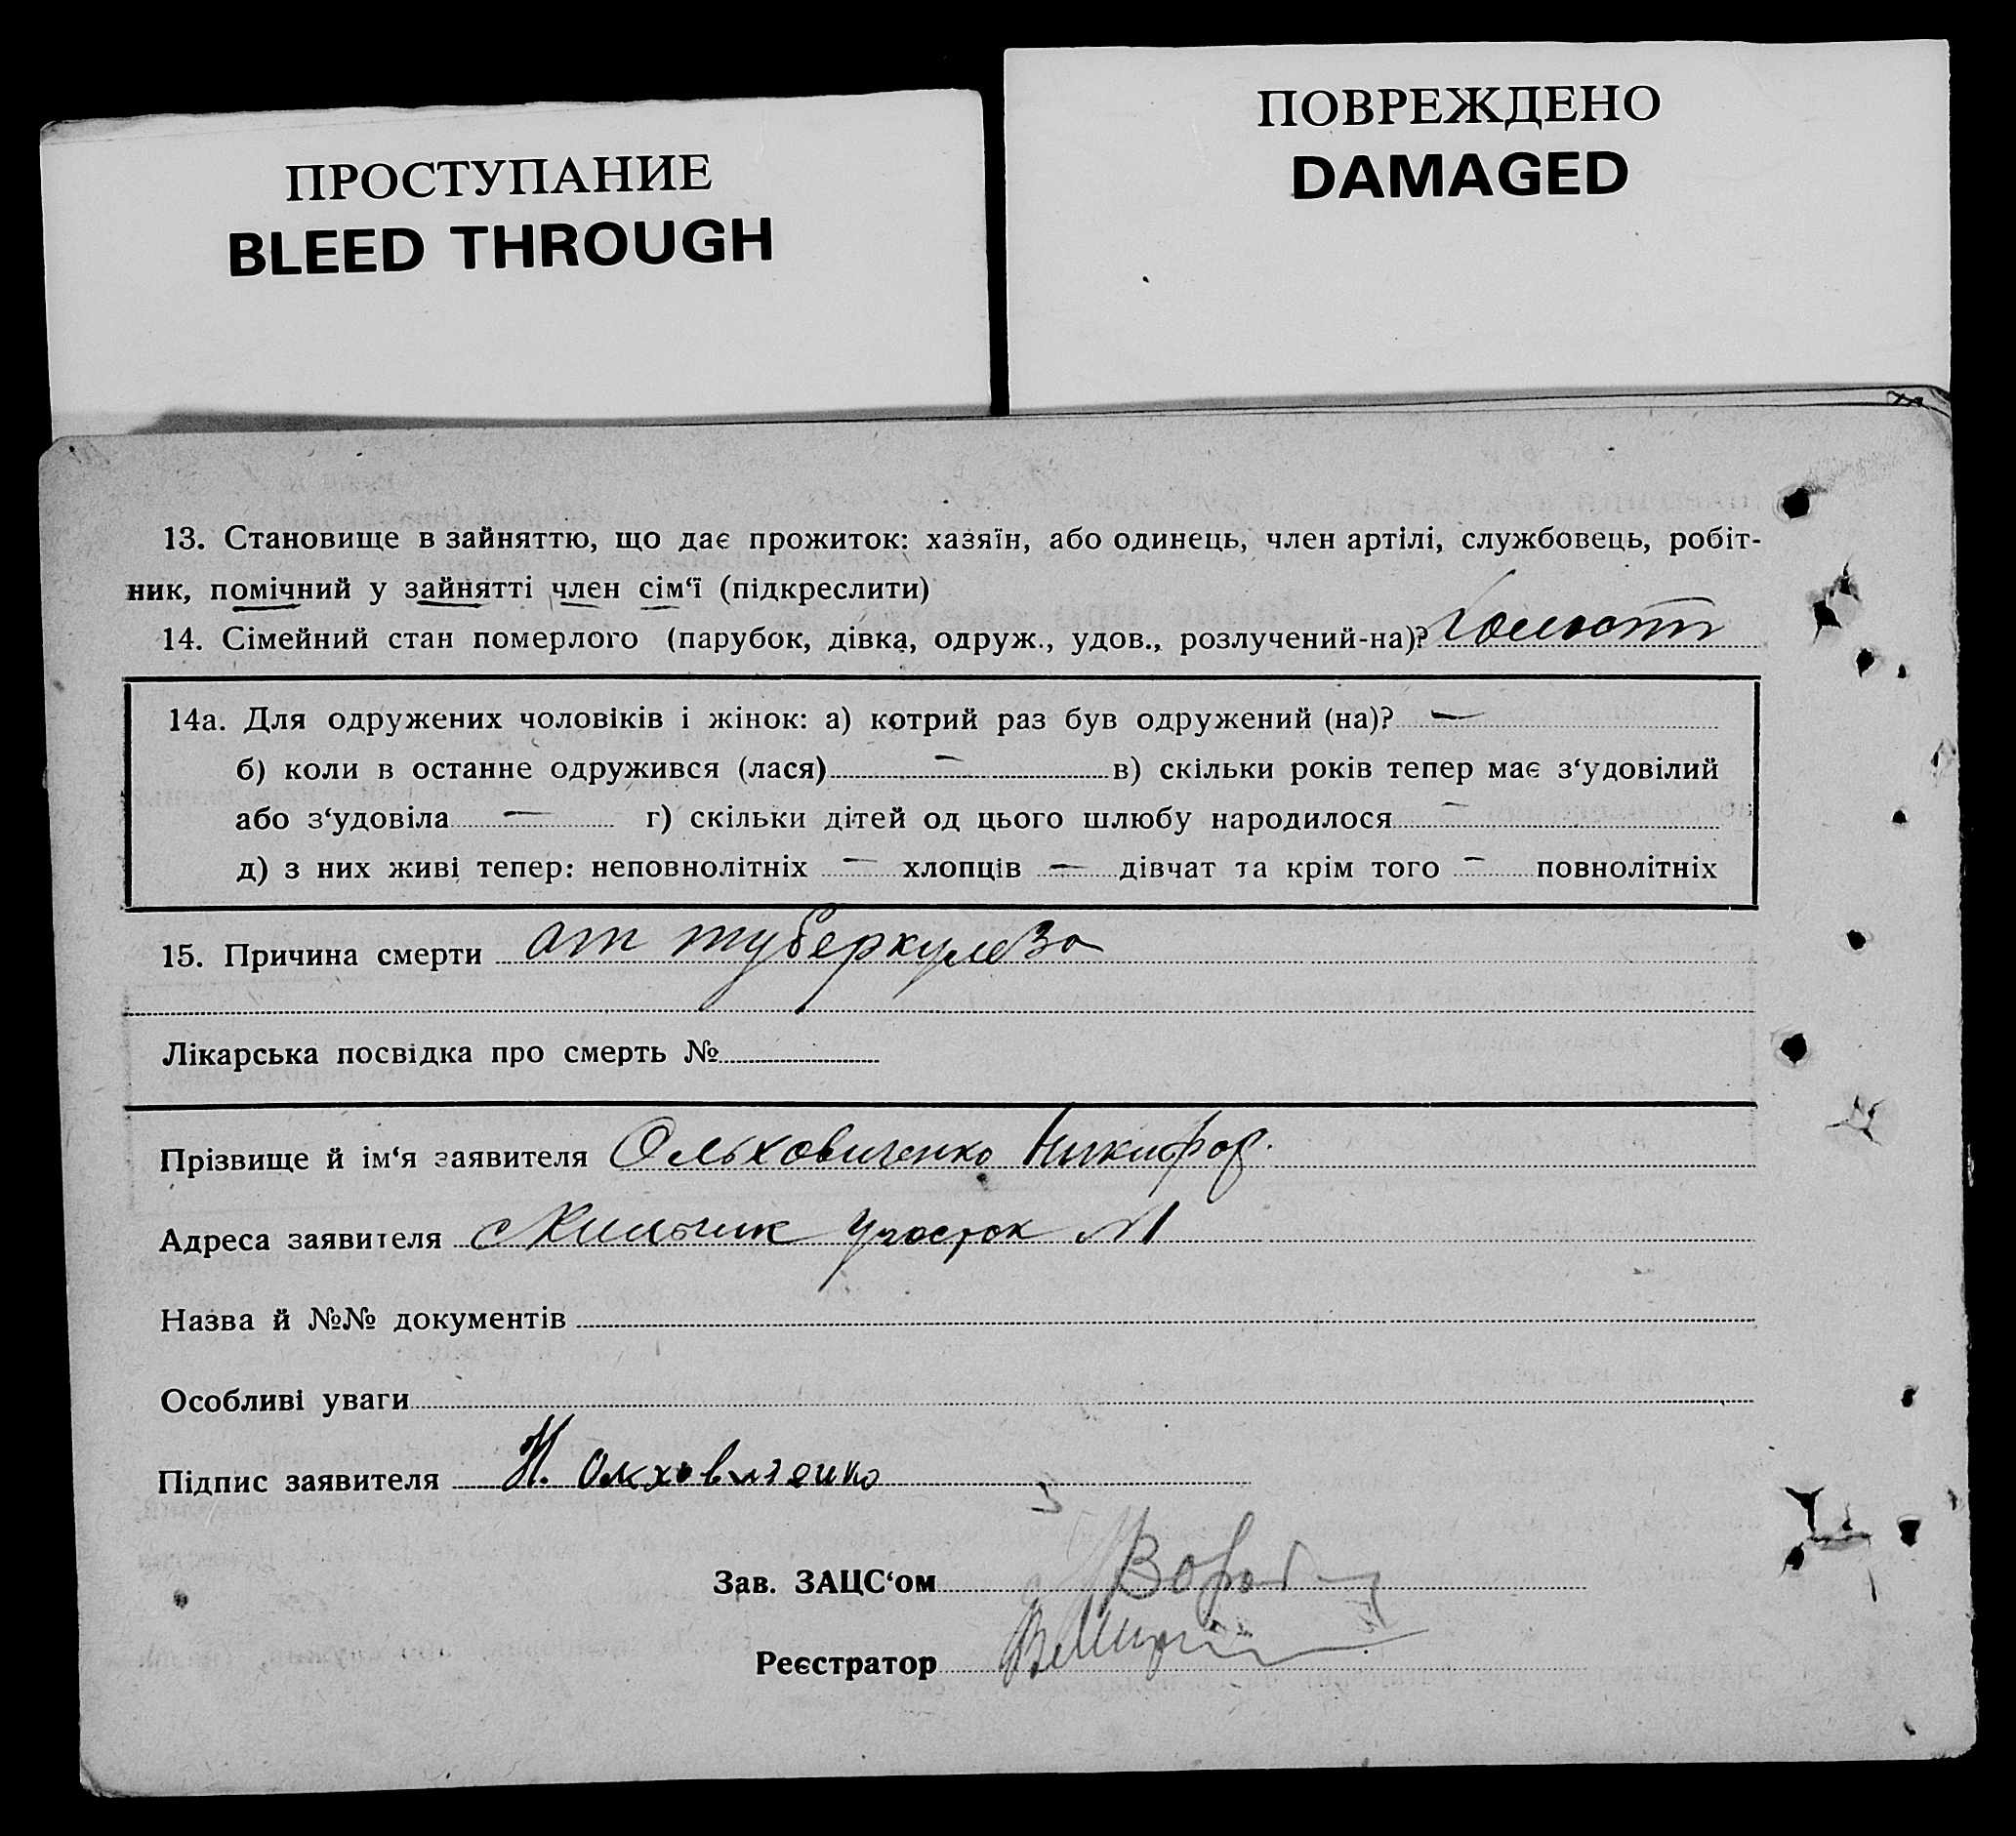 ПРОСТУПАНИЕ
BLEED THROUGH
ПОВРЕЖДЕНО
DAMAGED
13. Становище в зайняттю, що дає прожиток: хазяїн, або одинець, член артілі, службовець, робіт-
ник, помічний у зайнятті член сім‘ї (підкреслити)
14. Сімейний стан померлого (парубок, дівка, одруж., удов., розлучений-на)?
14а. Для одружених чоловіків і жінок: а) котрий раз був одружений (на)? —
б) коли в останне одружився (лася) — в) скільки років тепер має з‘удовілий
або з‘удовіла — г) скільки дітей од цього шлюбу народилося —
д) з них живі тепер: неповнолітніх — хлопців — дівчат та крім того — повнолітніх
15. Причина смерти от туберкулеза
Лікарська посвідка про смерть №
Прізвище й ім‘я заявителя Ольховиченко Никифор.
Адреса заявителя с Хильчик участок №1
Назва й №№ документів
Особливі уваги
Підпис заявителя Н. Олховиченко
Зав. ЗАЦС‘ом
Реєстратор